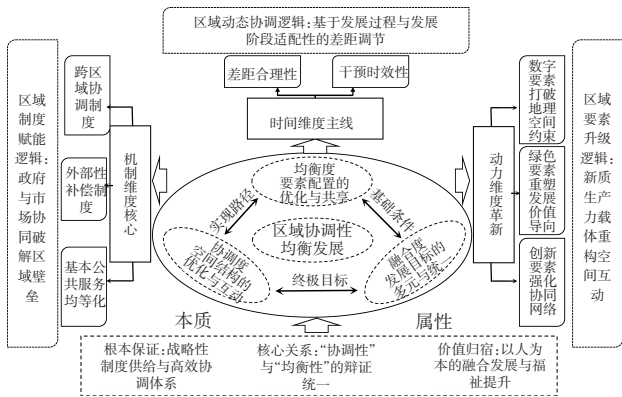 区域动态协调逻辑：基于发展过程与发展
阶段适配性的差距调节
差距合理性
干预时效性
时间维度主线
区域
制度
赋能
逻辑：
政府
与市
场协
同破
解区
域壁
垒
跨区
域协
调制
度
外部性
补偿制
度
基本公
共服务
均等化
机制维度核心
均衡度
要素配置的
优化与共享
实现路径
基础条件
区域协调性
均衡发展
协调度
空间结构的
优化与互动
融合度
发展目标的
多元与统一
终极目标
本质
属性
动力维度革新
数字
要素
打破
地理
空间
约束
绿色
要素
重塑
发展
价值
导向
创新
要素
强化
协同
网络
区域
要素
升级
逻辑：
新质
生产
力载
体重
构空
间互
动
根本保证：战略性
制度供给与高效协
调体系
核心关系：“协调性”
与“均衡性”的辩证
统一
价值归宿：以人为
本的融合发展与福
祉提升